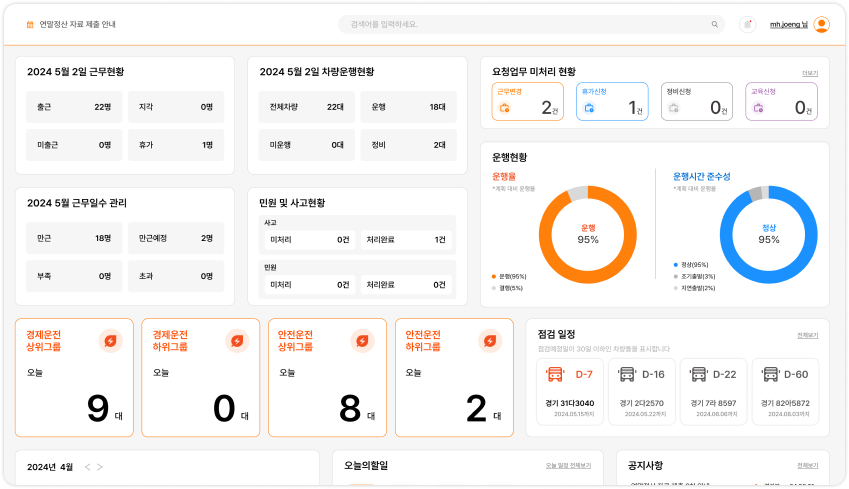 연말정산 자료 제출 안내
검색어를 입력하세요.
mh.joeng 님
2024 5월 2일 근무현황
출근 22명 지각 0명
미출근 0명 휴가 1명
2024 5월 2일 차량운행현황
전체차량 22대 운행 18대
미운행 0대 정비 2대
요청업무 미처리 현황
더보기
근무변경
2건
휴가신청
1건
정비신청
0건
교육신청
0건
운행현황
운행율
*계획 대비 운행율
운행
95%
운행(95%)
결행(5%)
운행시간 준수성
*계획 대비 운행율
정상
95%
정상(95%)
조기출발(3%)
지연출발(2%)
2024 5월 근무일수 관리
만근 18명 만근예정 2명
부족 0명 초과 0명
민원 및 사고현황
사고
미처리 0건 처리완료 1건
민원
미처리 0건 처리완료 0건
경제운전
상위그룹
오늘
9 대
경제운전
하위그룹
오늘
0 대
안전운전
상위그룹
오늘
8 대
안전운전
하위그룹
오늘
2 대
점검 일정
전체보기
점검예정일이 30일 이하인 차량들을 표시합니다
D-7
경기 31다3040
2024.05.15까지
D-16
경기 2다2570
2024.05.22까지
D-22
경기 7라 8597
2024.06.06까지
D-60
경기 82아5872
2024.08.03까지
2024년 4월 < >
오늘의할일
오늘 일정 전체보기
공지사항
전체보기